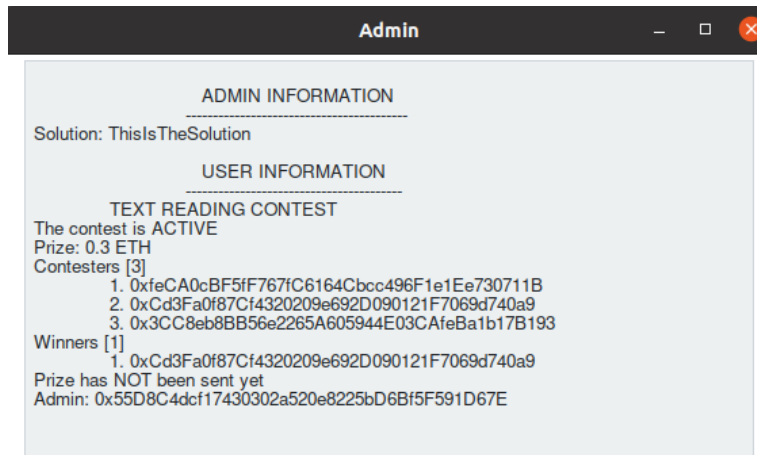 Admin
ADMIN INFORMATION
-----------------------------------------
Solution: ThisIsTheSolution
USER INFORMATION
----------------------------------------
TEXT READING CONTEST
The contest is ACTIVE
Prize: 0.3 ETH
Contesters [3]
1. 0xfeCA0cBF5fF767fC6164Cbcc496F1e1Ee730711B
2. 0xCd3Fa0f87Cf4320209e692D090121F7069d740a9
3. 0x3CC8eb8BB56e2265A605944E03CAfeBa1b17B193
Winners [1]
1. 0xCd3Fa0f87Cf4320209e692D090121F7069d740a9
Prize has NOT been sent yet
Admin: 0x55D8C4dcf17430302a520e8225bD6Bf5F591D67E